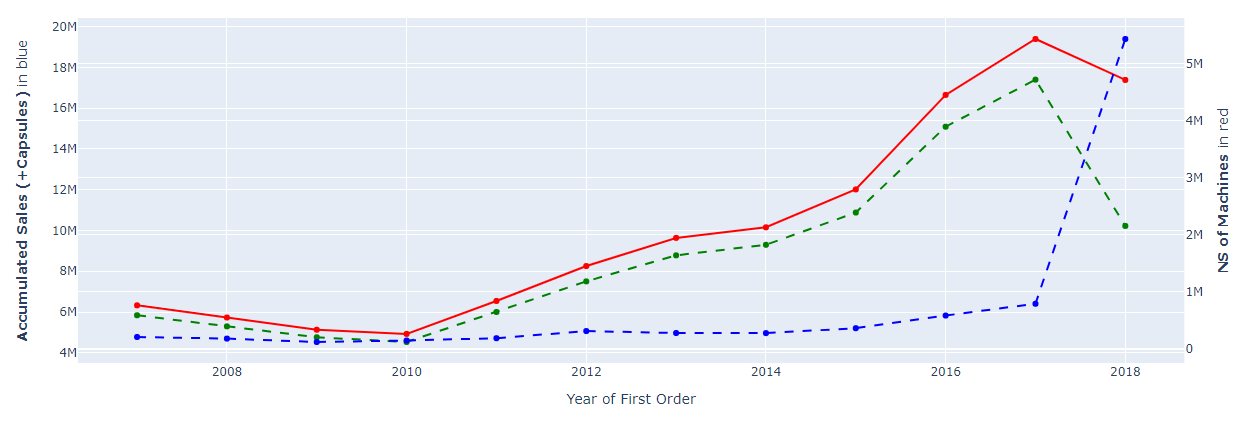 20M
18M
16M
14M
12M
10M
8M
6M
4M
Accumulated Sales (+Capsules ) in blue
5M
4M
3M
2M
1M
0
NS of Machines in red
2008 2010 2012 2014 2016 2018
Year of First Order